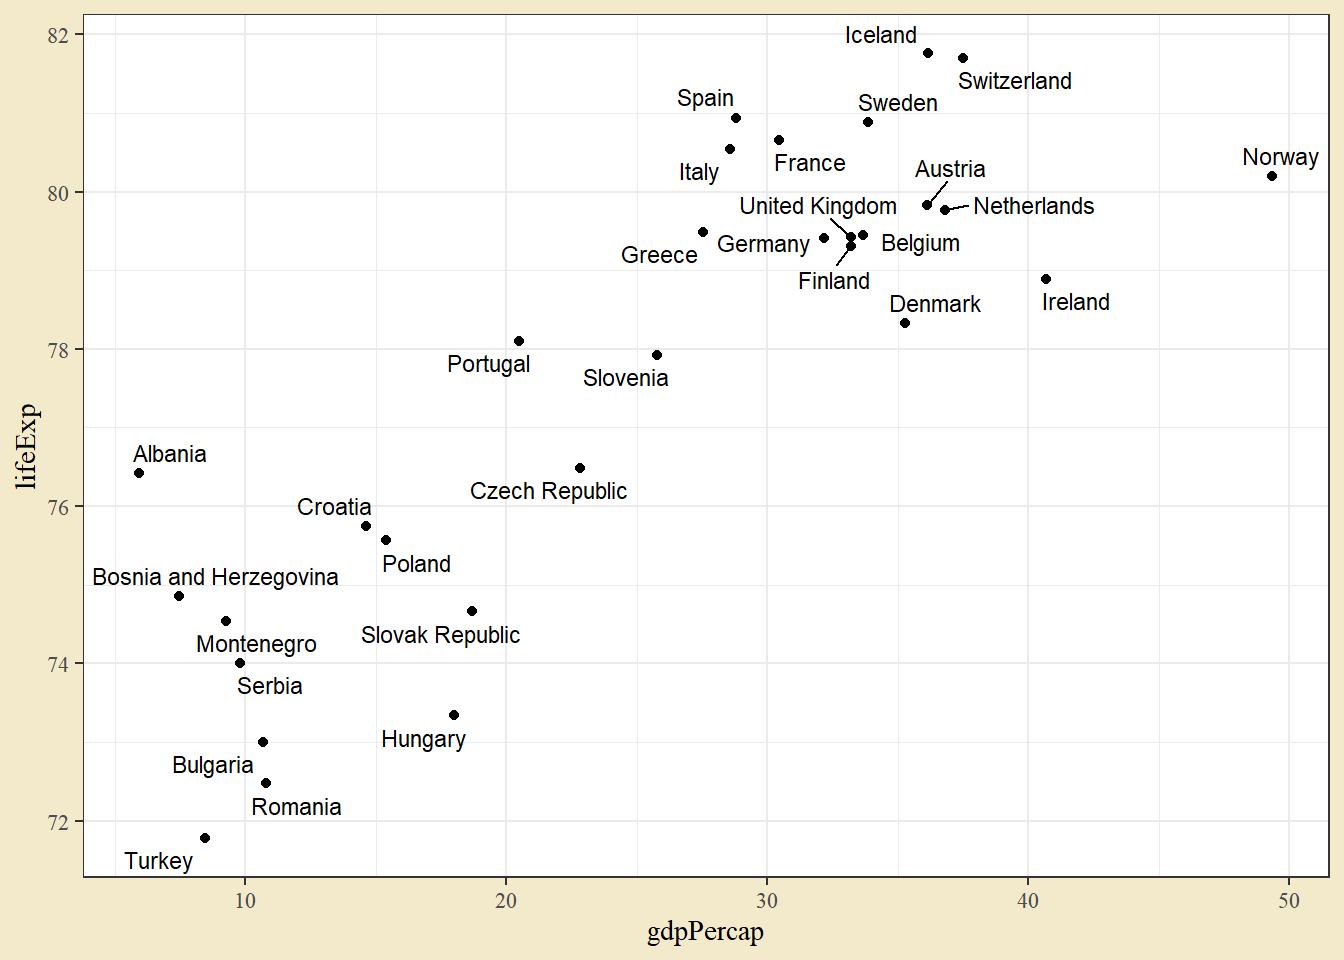 82
Iceland
Switzerland
Spain
Sweden
Italy
France
Norway
80
Austria
United Kingdom
Netherlands
Greece
Germany
Belgium
Finland
Ireland
Denmark
78
Portugal
Slovenia
lifeExp
Albania
Czech Republic
76
Croatia
Poland
Bosnia and Herzegovina
Slovak Republic
Montenegro
74
Serbia
Hungary
Bulgaria
Romania
72
Turkey
10
20
30
40
50
gdpPercap